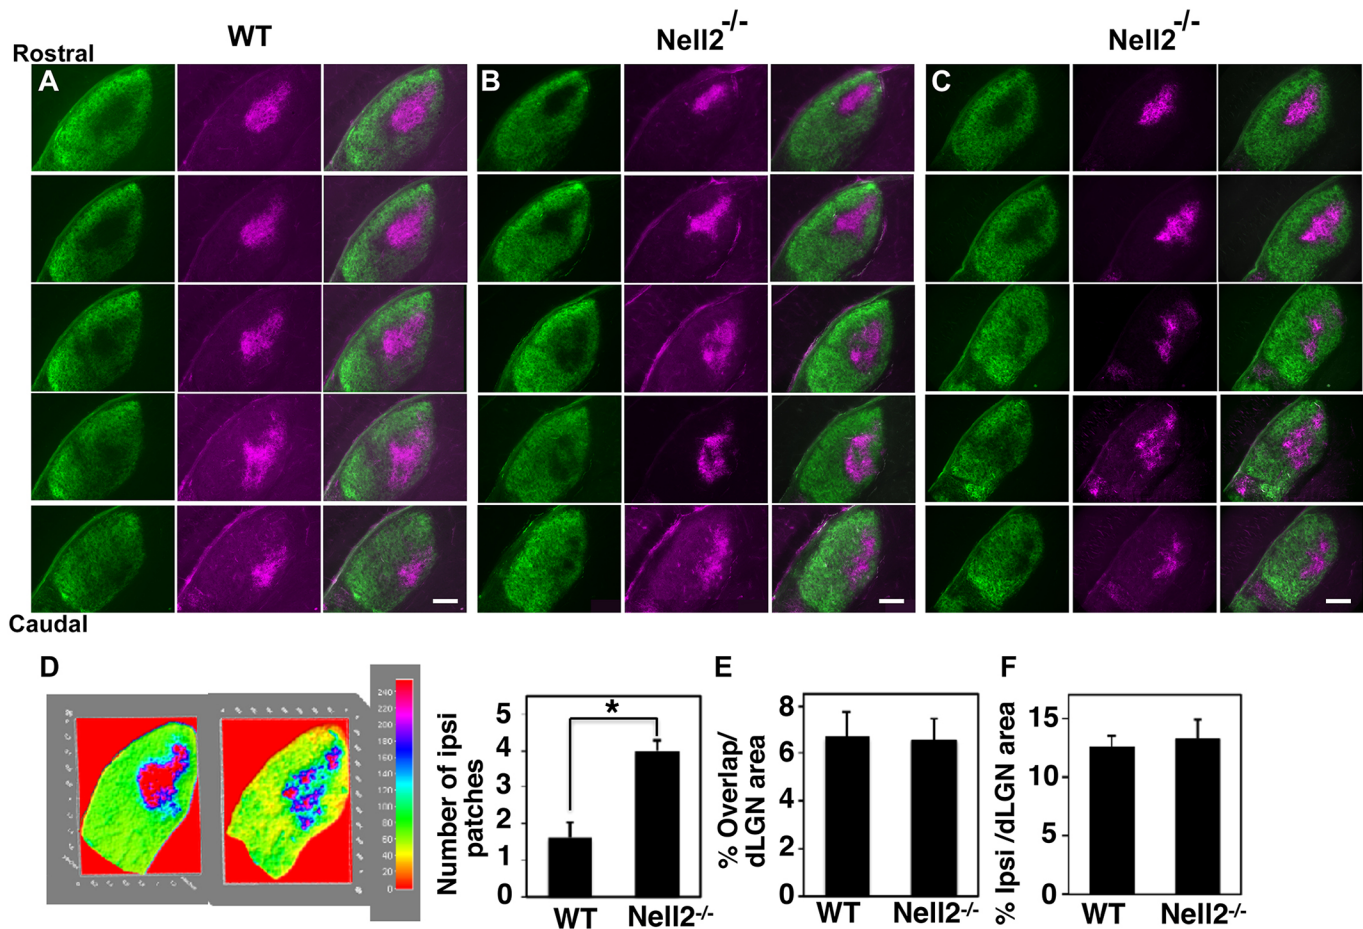 WT
Nell2-/-
Nell2-/-
Rostral
A
B
C
Caudal
D
E
F
240
200
160
140
120
100
80
60
40
20
0
Number of ipsi
patches
5
4
3
2
1
0
*
WT
Nell2-/-
% Overlap/
dLGN area
8
6
4
2
0
WT
Nell2-/-
% Ipsi /dLGN area
15
10
5
0
WT
Nell2-/-